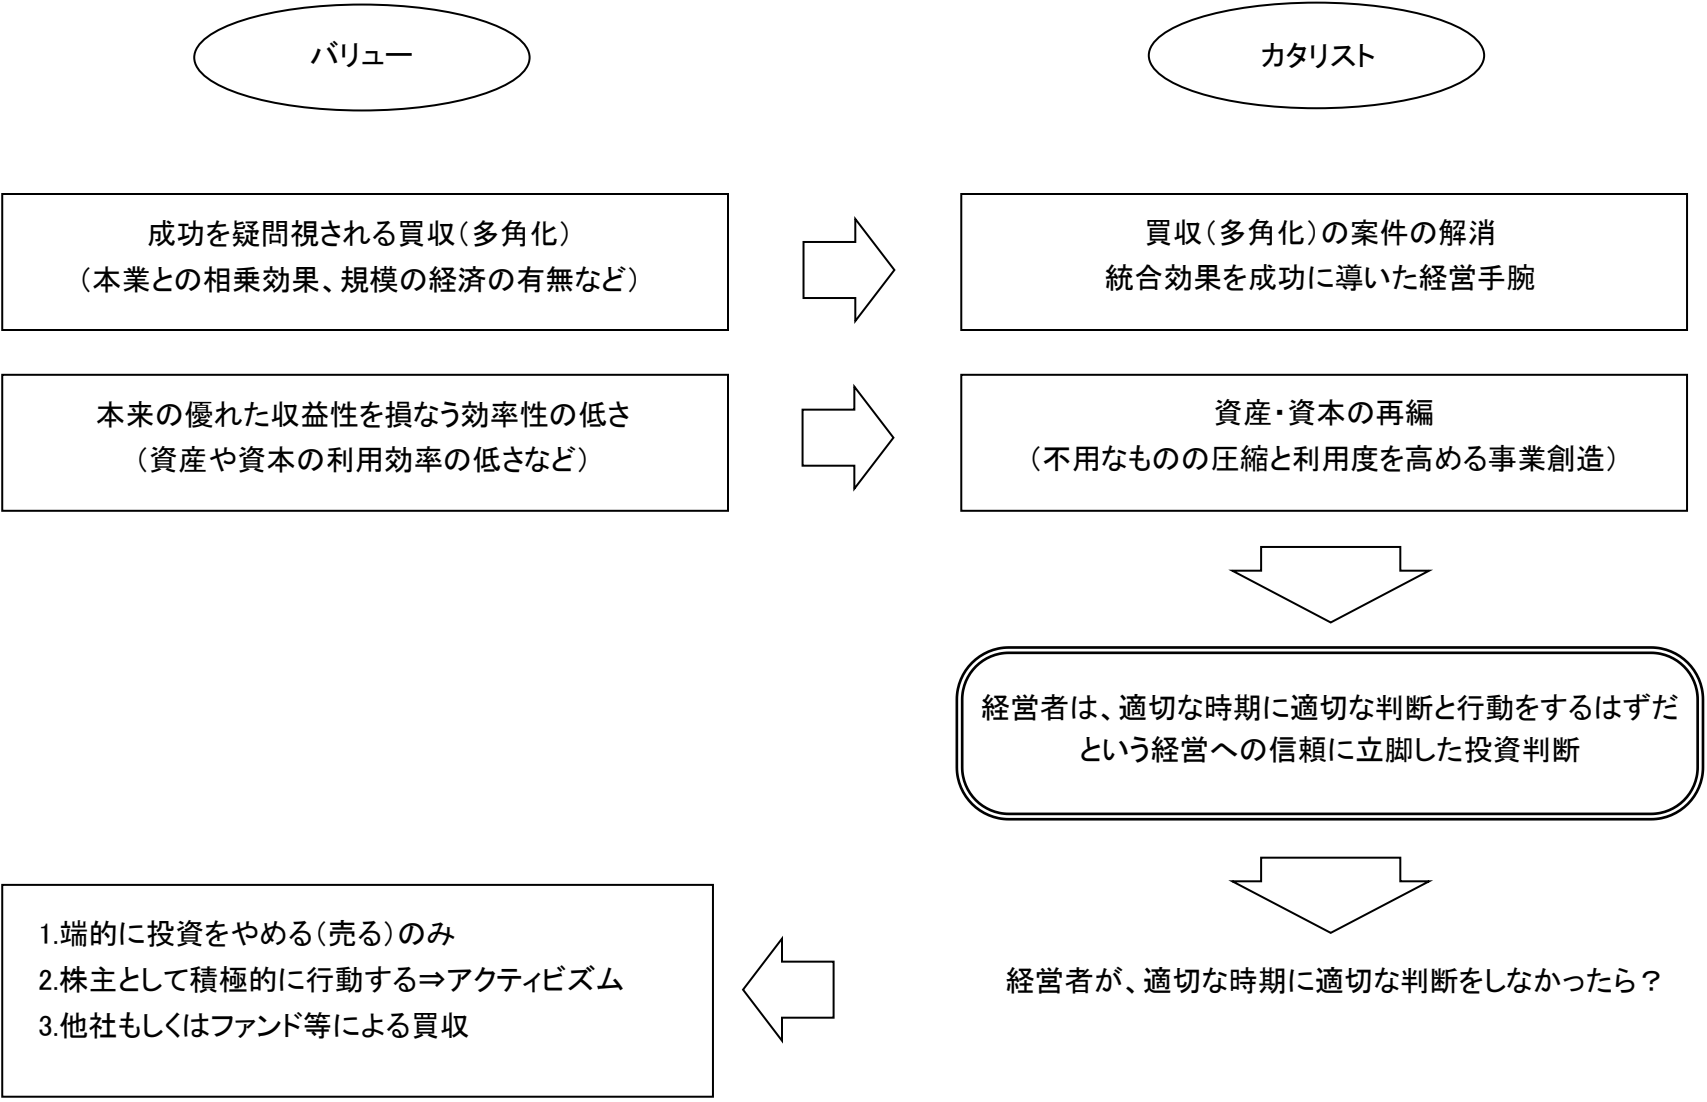 バリュー
カタリスト
成功を疑問視される買収（多角化）
（本業との相乗効果、規模の経済の有無など）
買収（多角化）の案件の解消
統合効果を成功に導いた経営手腕
本来の優れた収益性を損なう効率性の低さ
（資産や資本の利用効率の低さなど）
資産・資本の再編
（不用なものの圧縮と利用度を高める事業創造）
経営者は、適切な時期に適切な判断と行動をするはずだ
という経営への信頼に立脚した投資判断
経営者が、適切な時期に適切な判断をしなかったら？
1.端的に投資をやめる（売る）のみ
2.株主として積極的に行動する⇒アクティビズム
3.他社もしくはファンド等による買収